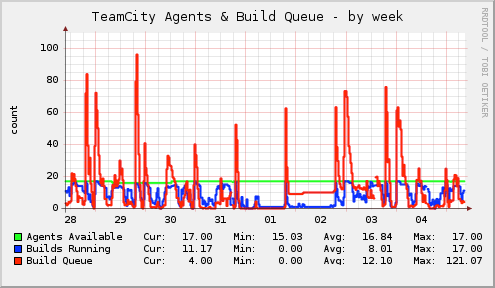 TeamCity Agents & Build Queue - by week
RRDTOOL / TOBI OETIKER
count
100
80
60
40
20
0
28 29 30 31 01 02 03 04
Agents Available Cur: 17.00 Min: 15.03 Avg: 16.84 Max: 17.00
Builds Running Cur: 11.17 Min: 0.00 Avg: 8.01 Max: 17.00
Build Queue Cur: 4.00 Min: 0.00 Avg: 12.10 Max: 121.07